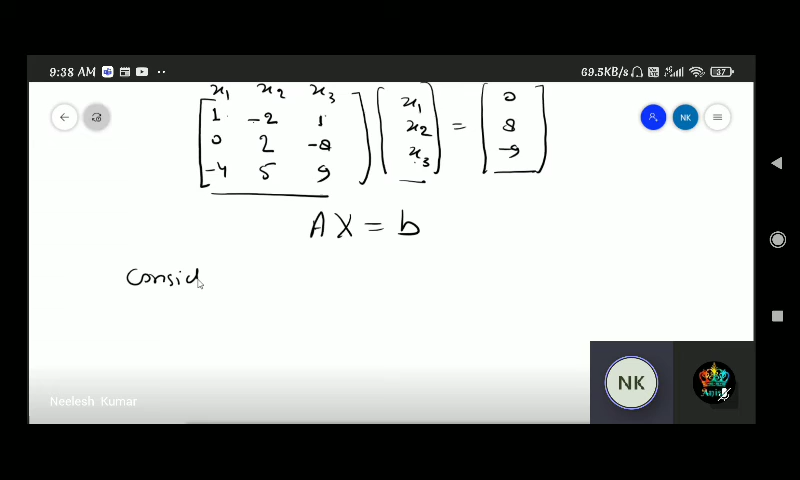 9:38 AM
69.5KB/s 37
x1 x2 x3
1 -2 1 x1 0
0 2 -8 x2 = 8
-4 5 9 x3 -9
AX = b
Consid
NK
NK
Neelesh Kumar